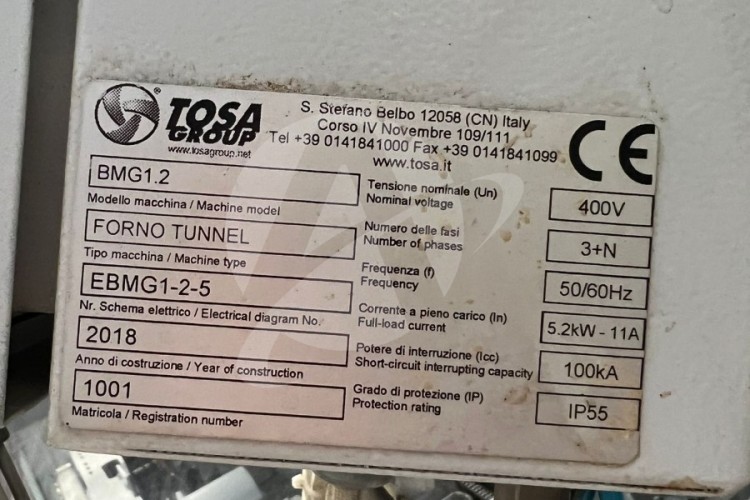 TOSA
GROUP
www.tosagroup.net
S. Stefano Belbo 12058 (CN) Italy
Corso IV Novembre 109/111
Tel +39 0141841000 Fax +39 0141841099
www.tosa.it
CE
BMG1.2
Modello macchina / Machine model
FORNO TUNNEL
Tipo macchina / Machine type
EBMG1-2-5
Nr. Schema elettrico / Electrical diagram No.
2018
Anno di costruzione / Year of construction
1001
Matricola / Registration number
Tensione nominale (Un)
Nominal voltage
400V
Numero delle fasi
Number of phases
3+N
Frequenza (f)
Frequency
50/60Hz
Corrente a pieno carico (In)
Full-load current
5.2kW - 11A
Potere di interruzione (Icc)
Short-circuit interrupting capacity
100kA
Grado di protezione (IP)
Protection rating
IP55